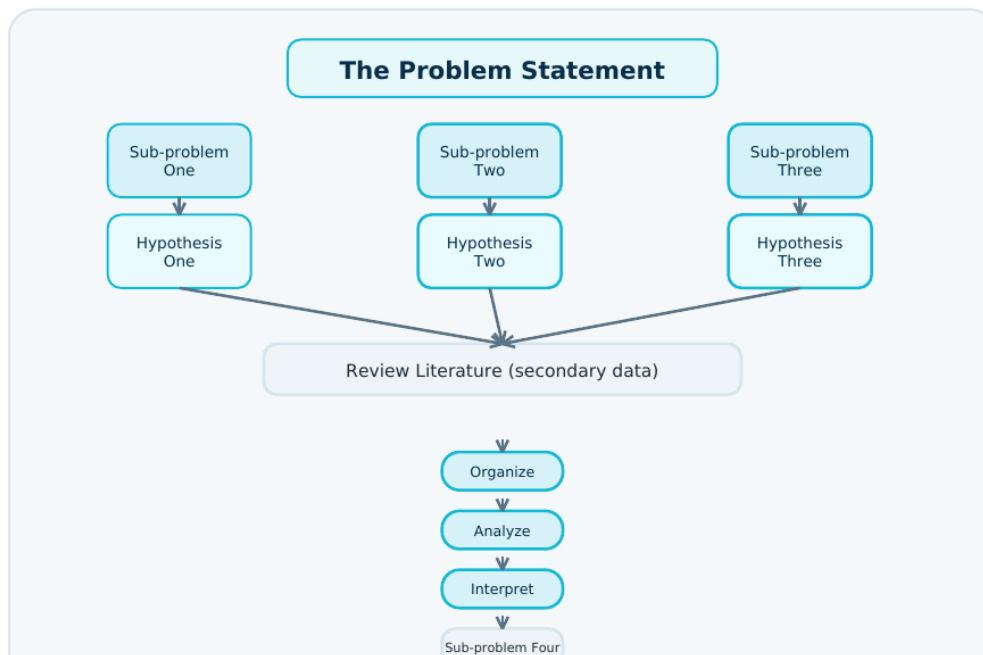 The Problem Statement
Sub-problem
One
Sub-problem
Two
Sub-problem
Three
Hypothesis
One
Hypothesis
Two
Hypothesis
Three
Review Literature (secondary data)
Organize
Analyze
Interpret
Sub-problem Four